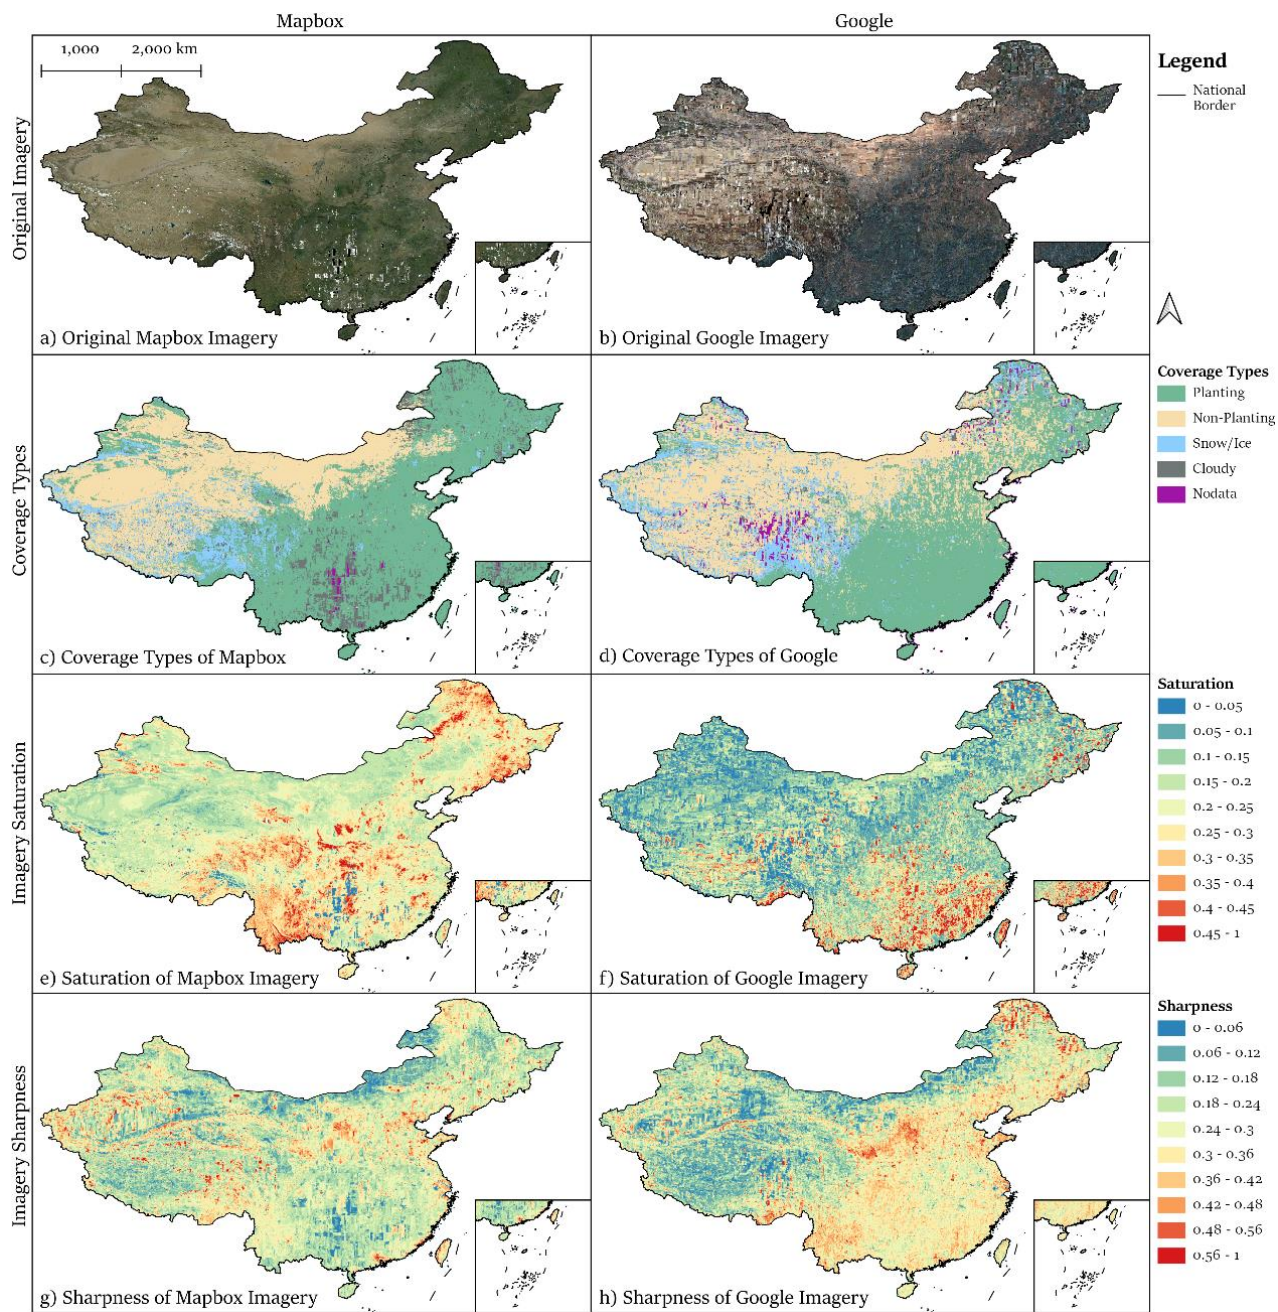 Mapbox
Google
1,000
2,000 km
Original Imagery
a) Original Mapbox Imagery
b) Original Google Imagery
Legend
National
Border
Coverage Types
c) Coverage Types of Mapbox
d) Coverage Types of Google
Coverage Types
Planting
Non-Planting
Snow/Ice
Cloudy
Nodata
Imagery Saturation
e) Saturation of Mapbox Imagery
f) Saturation of Google Imagery
Saturation
0 - 0.05
0.05 - 0.1
0.1 - 0.15
0.15 - 0.2
0.2 - 0.25
0.25 - 0.3
0.3 - 0.35
0.35 - 0.4
0.4 - 0.45
0.45 - 1
Imagery Sharpness
g) Sharpness of Mapbox Imagery
h) Sharpness of Google Imagery
Sharpness
0 - 0.06
0.06 - 0.12
0.12 - 0.18
0.18 - 0.24
0.24 - 0.3
0.3 - 0.36
0.36 - 0.42
0.42 - 0.48
0.48 - 0.56
0.56 - 1